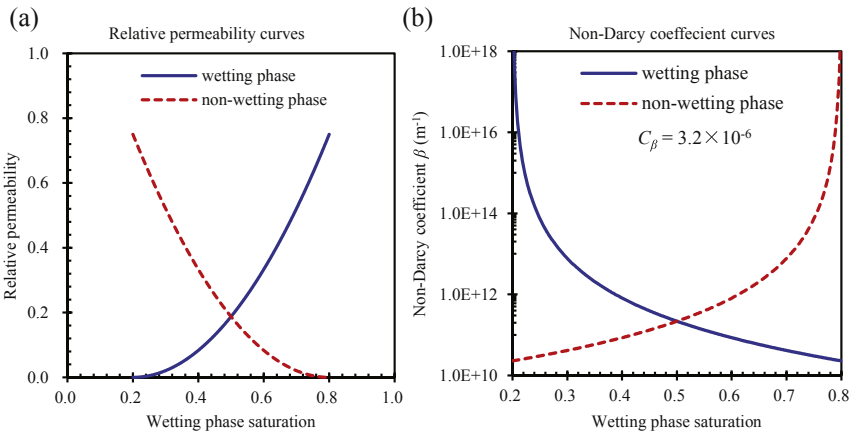 (a)
Relative permeability curves
1.0
0.8
0.6
0.4
0.2
0.0
Relative permeability
wetting phase
non-wetting phase
0.0 0.2 0.4 0.6 0.8 1.0
Wetting phase saturation
(b)
Non-Darcy coeffecient curves
1.0E+18
1.0E+16
1.0E+14
1.0E+12
1.0E+10
Non-Darcy coefficient β (m⁻¹)
wetting phase
non-wetting phase
Cβ = 3.2×10⁻⁶
0.2 0.3 0.4 0.5 0.6 0.7 0.8
Wetting phase saturation